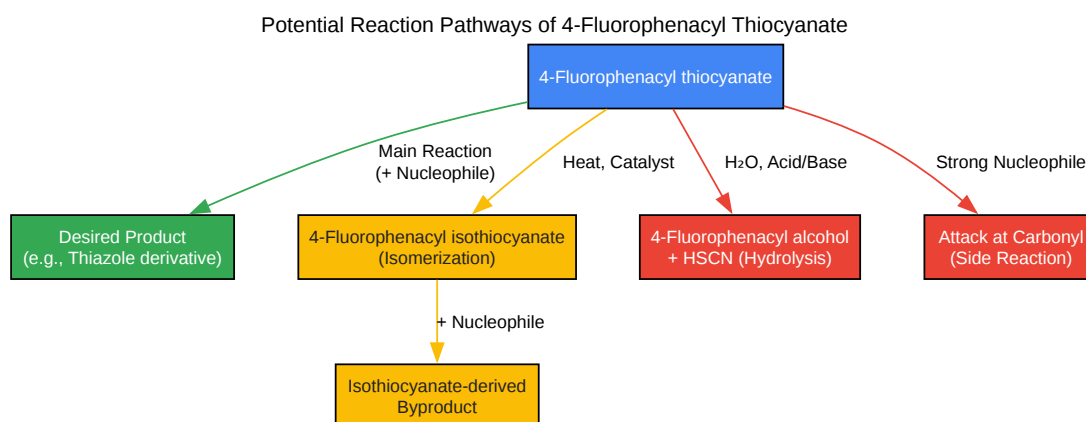 Potential Reaction Pathways of 4-Fluorophenacyl Thiocyanate
4-Fluorophenacyl thiocyanate
Main Reaction
(+ Nucleophile)
Heat, Catalyst
H₂O, Acid/Base
Strong Nucleophile
Desired Product
(e.g., Thiazole derivative)
4-Fluorophenacyl isothiocyanate
(Isomerization)
4-Fluorophenacyl alcohol
+ HSCN (Hydrolysis)
Attack at Carbonyl
(Side Reaction)
+ Nucleophile
Isothiocyanate-derived
Byproduct